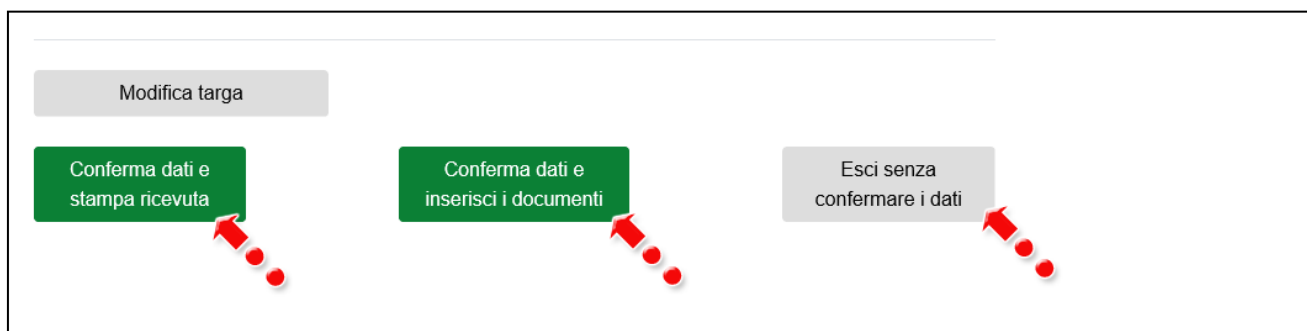 Modifica targa
Conferma dati e
stampa ricevuta
Conferma dati e
inserisci i documenti
Esci senza
confermare i dati